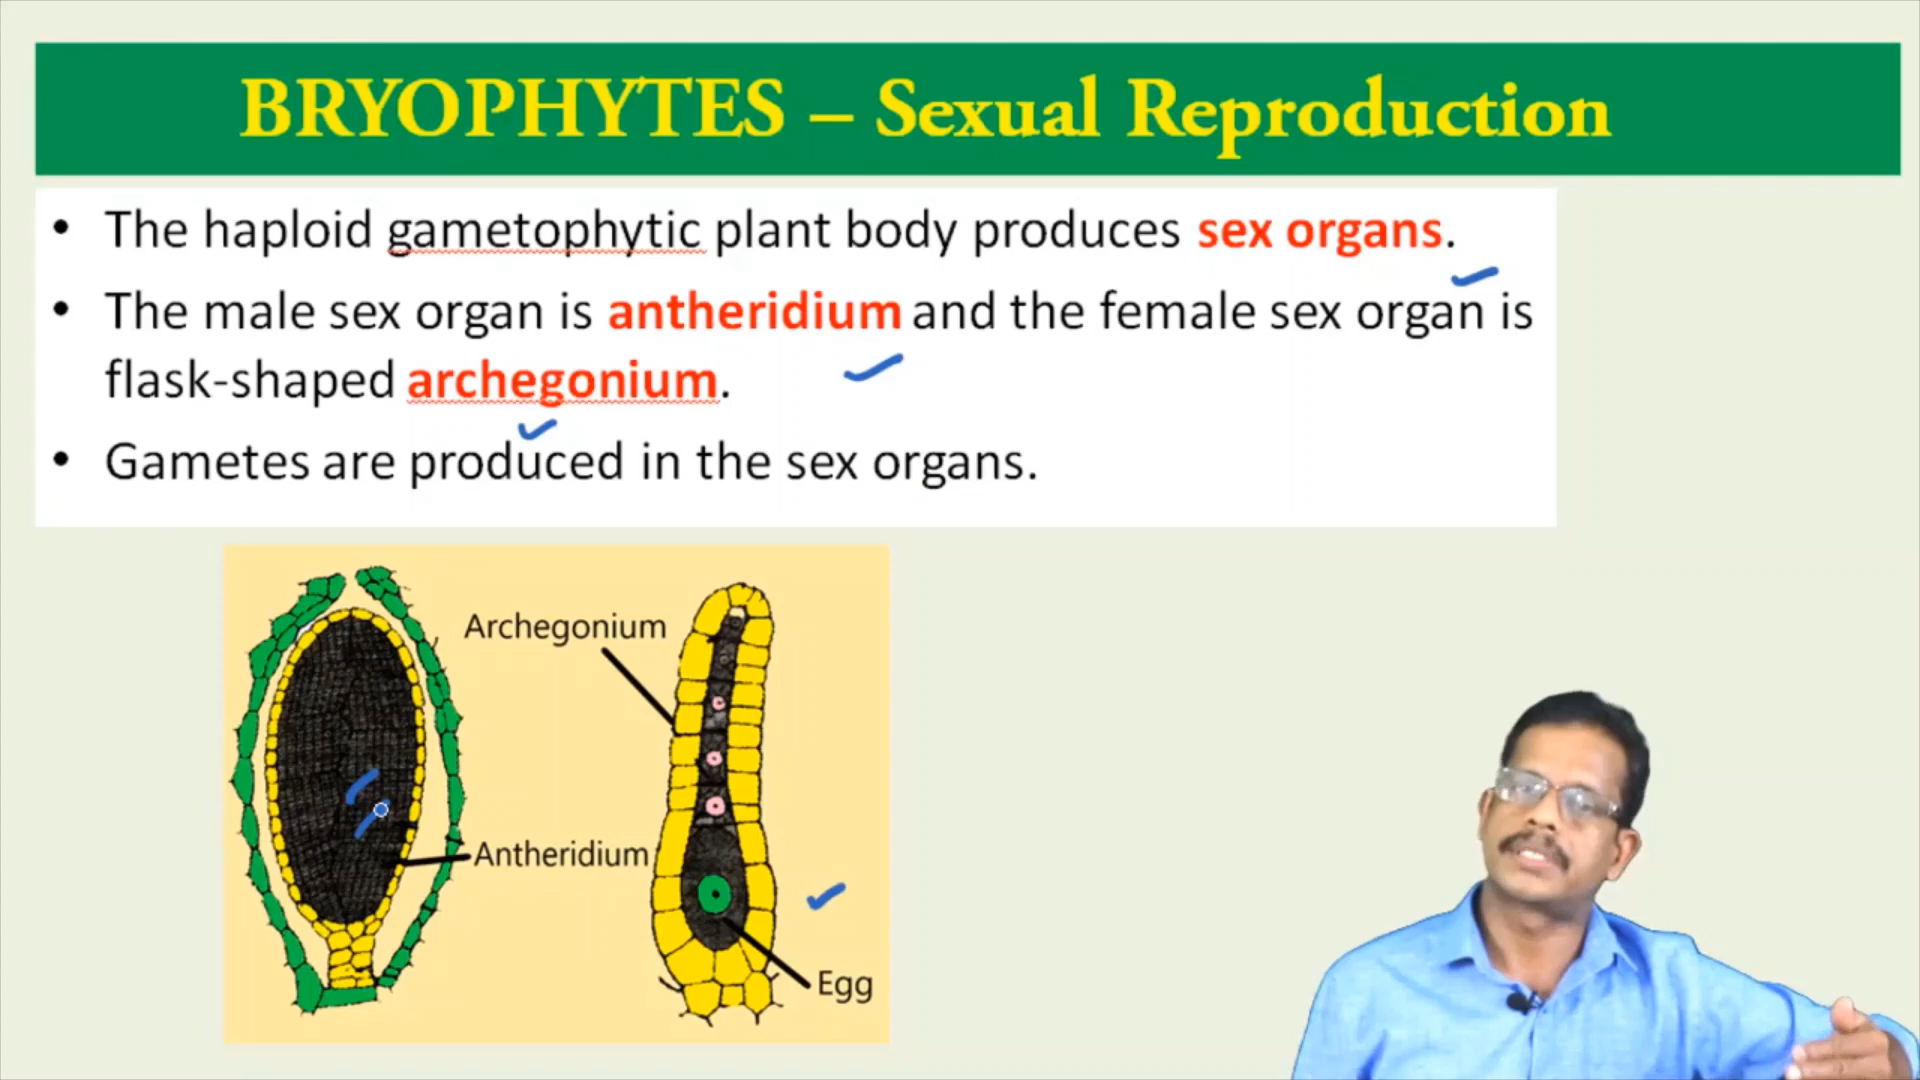 BRYOPHYTES – Sexual Reproduction
• The haploid gametophytic plant body produces sex organs.
• The male sex organ is antheridium and the female sex organ is
flask-shaped archegonium.
• Gametes are produced in the sex organs.
Archegonium
Antheridium
Egg